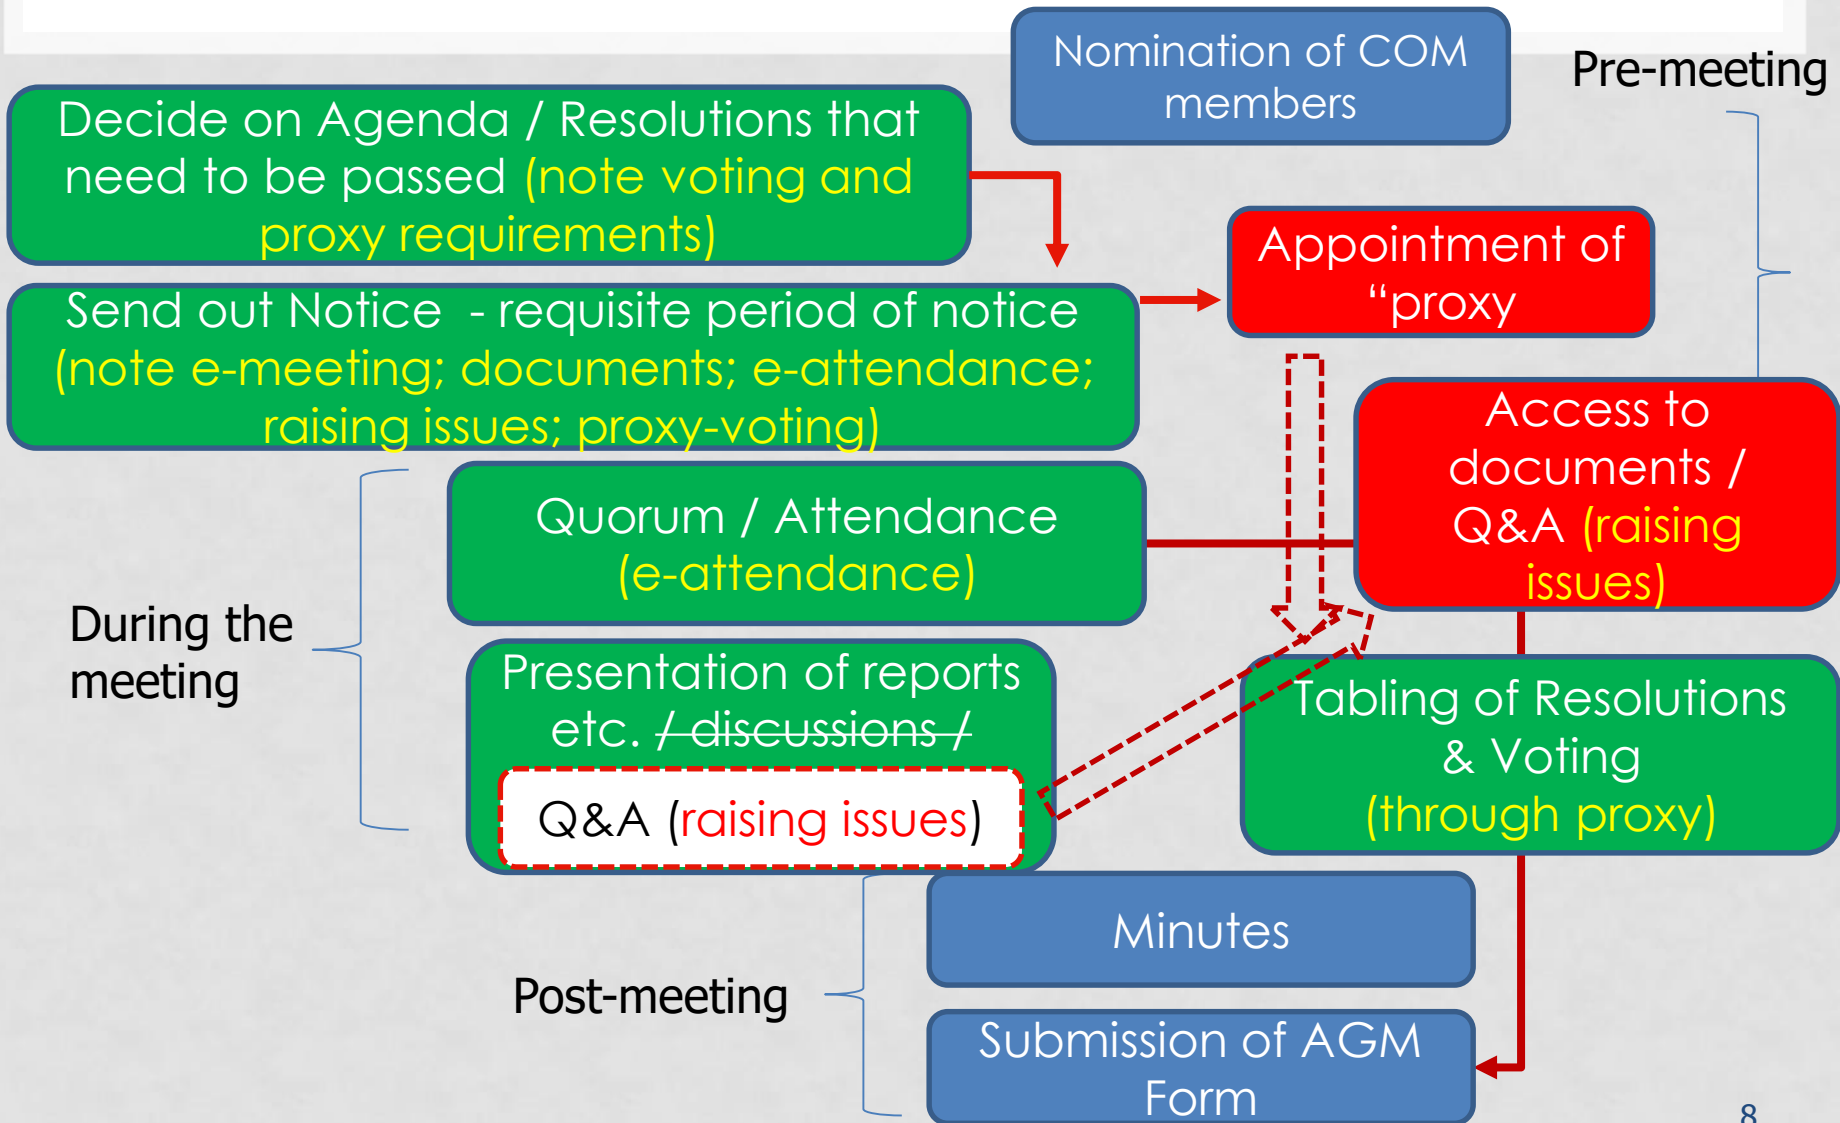 Nomination of COM
members
Pre-meeting
Decide on Agenda / Resolutions that
need to be passed (note voting and
proxy requirements)
Appointment of
“proxy
Send out Notice - requisite period of notice
(note e-meeting; documents; e-attendance;
raising issues; proxy-voting)
Access to
documents /
Q&A (raising
issues)
Quorum / Attendance
(e-attendance)
During the
meeting
Presentation of reports
etc. / discussions /
Q&A (raising issues)
Tabling of Resolutions
& Voting
(through proxy)
Minutes
Post-meeting
Submission of AGM
Form
8